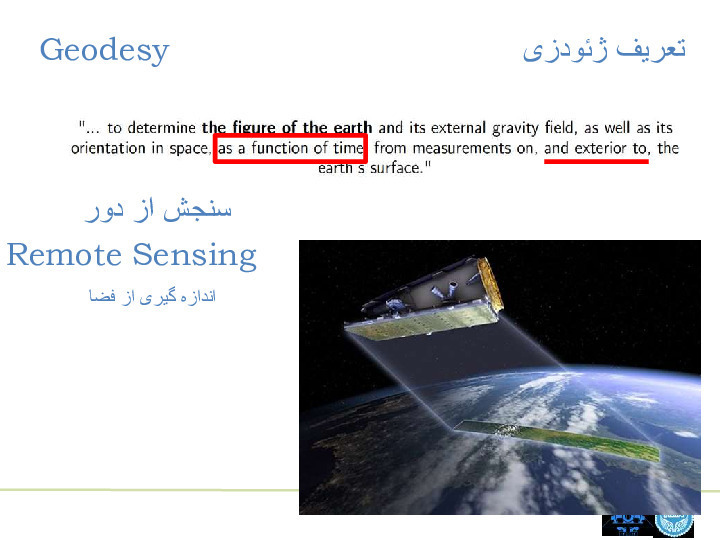 Geodesy
تعریف ژئودزی
"... to determine the figure of the earth and its external gravity field, as well as its
orientation in space, as a function of time, from measurements on, and exterior to, the
earth's surface."
سنجش از دور
Remote Sensing
اندازه گیری از فضا